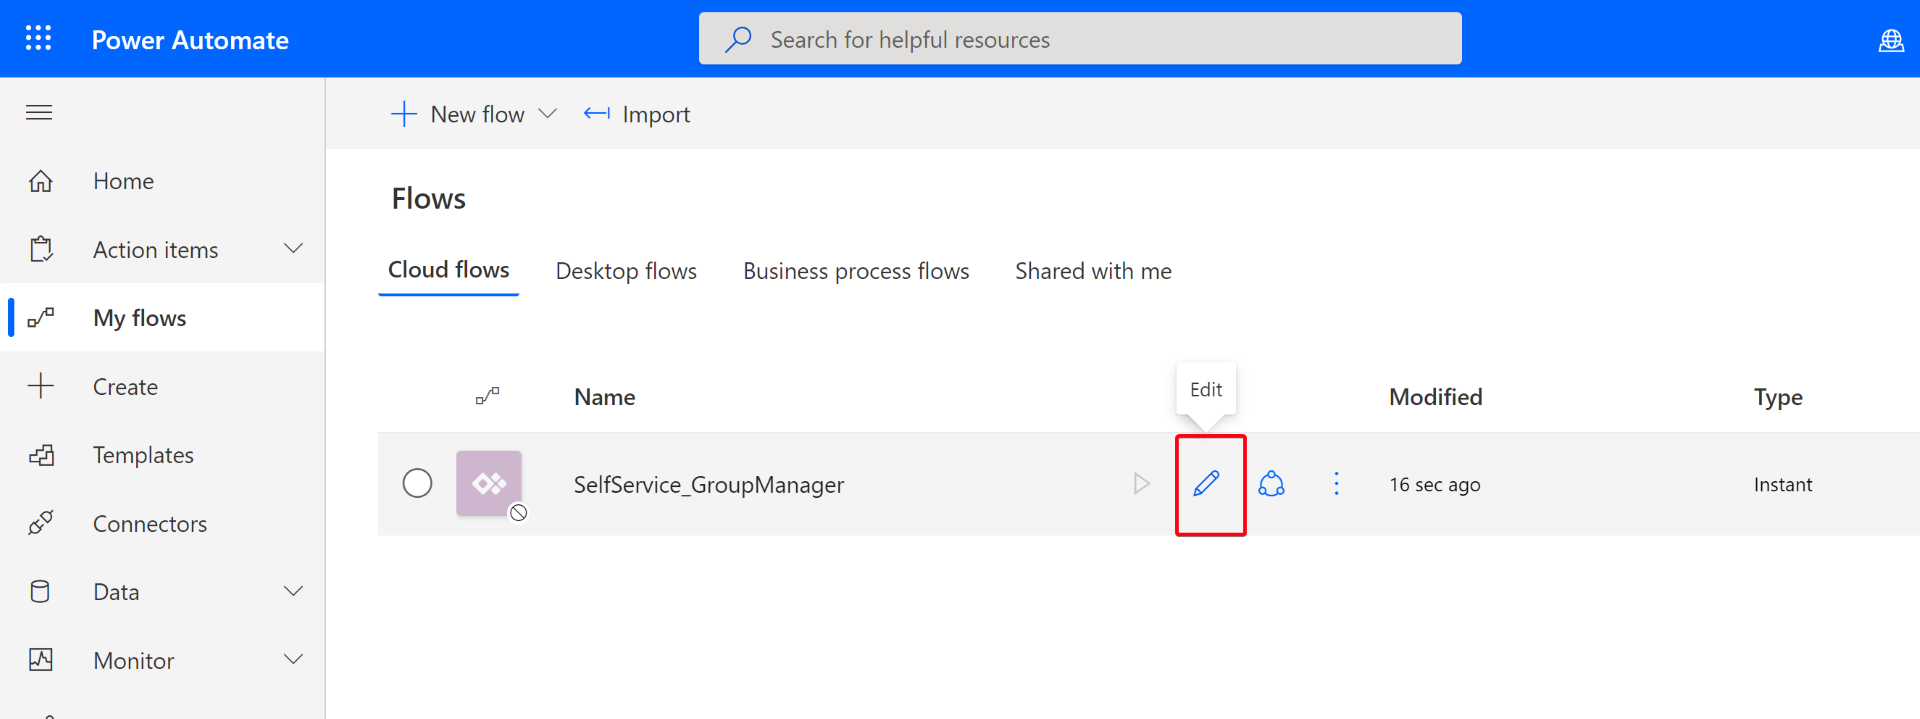 Power Automate
Search for helpful resources
New flow
Import
Home
Action items
My flows
Create
Templates
Connectors
Data
Monitor
Flows
Cloud flows
Desktop flows
Business process flows
Shared with me
Edit
Name
Modified
Type
SelfService_GroupManager
16 sec ago
Instant